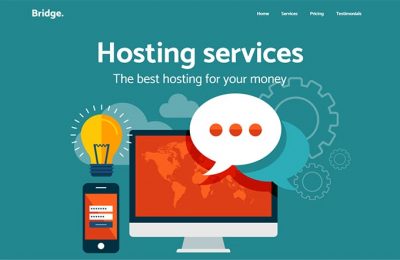 Bridge.
Home Services Pricing Testimonials
Hosting services
The best hosting for your money